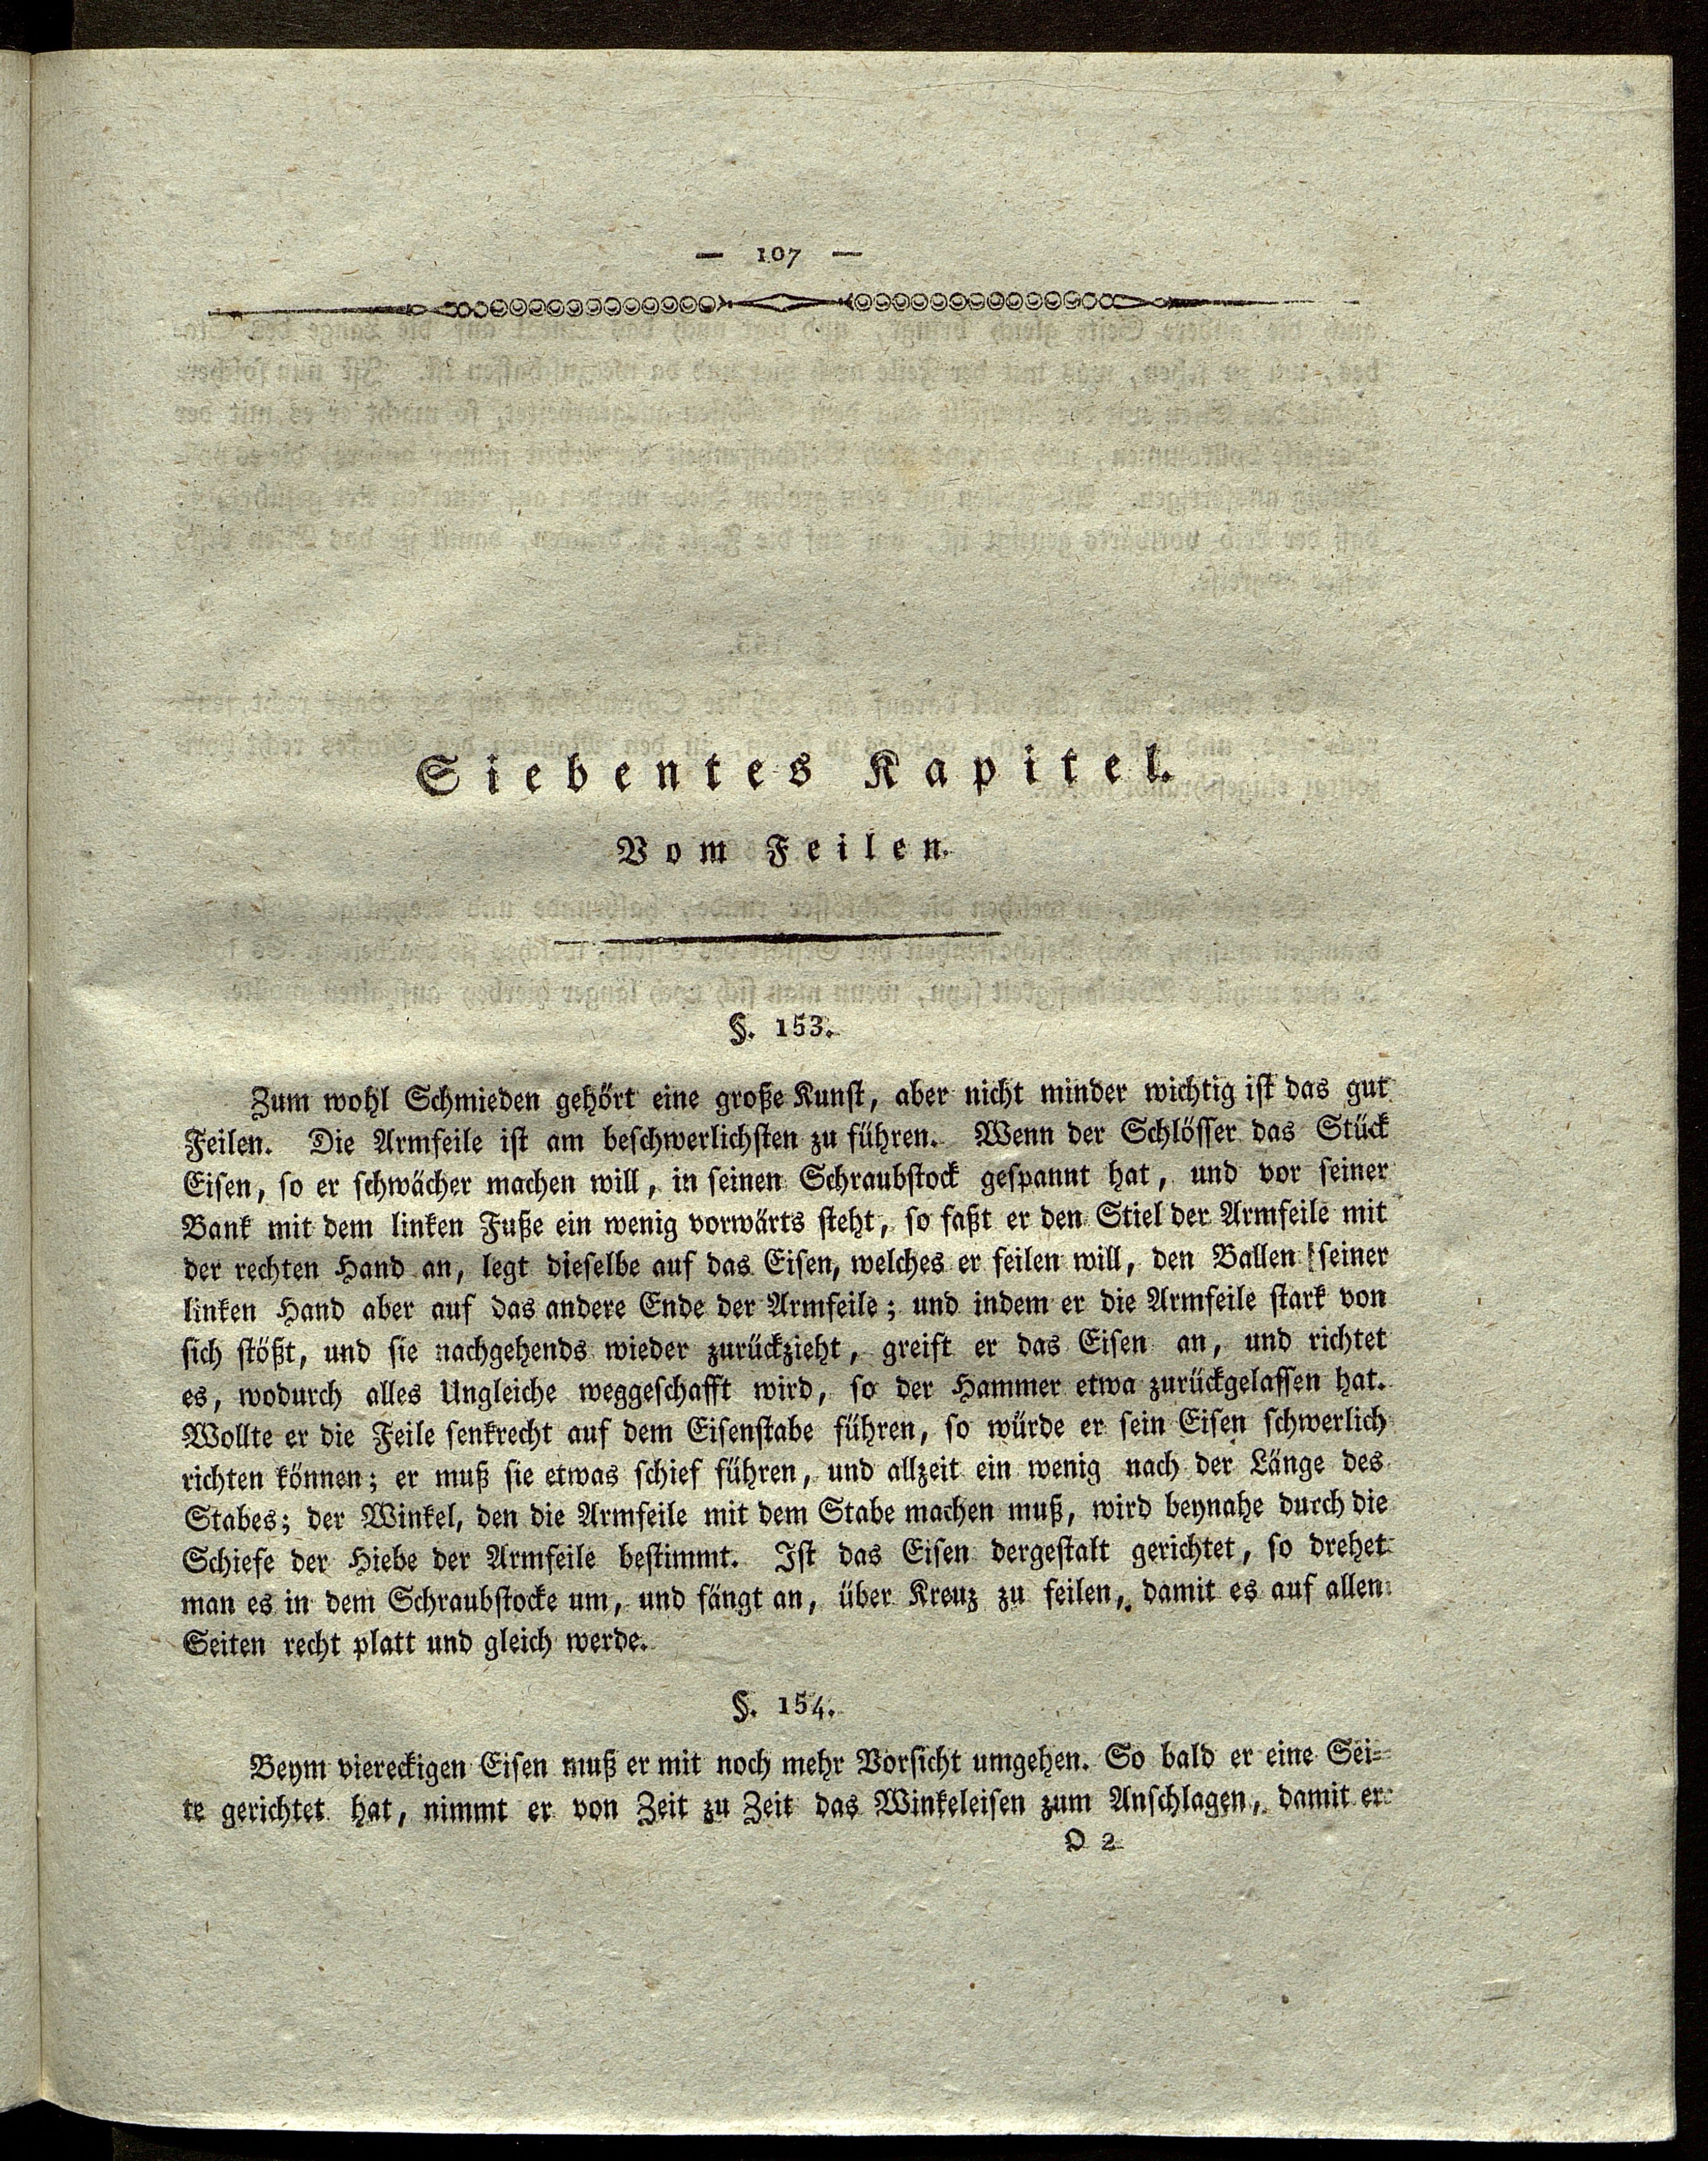 — 107 —
Siebentes Kapitel.
Vom Feilen.
§. 153.
Zum wohl Schmieden gehört eine große Kunst, aber nicht minder wichtig ist das gut
Feilen. Die Armfeile ist am beschwerlichsten zu führen. Wenn der Schlösser das Stück
Eisen, so er schwächer machen will, in seinen Schraubstock gespannt hat, und vor seiner
Bank mit dem linken Fuße ein wenig vorwärts steht, so faßt er den Stiel der Armfeile mit
der rechten Hand an, legt dieselbe auf das Eisen, welches er feilen will, den Ballen seiner
linken Hand aber auf das andere Ende der Armfeile; und indem er die Armfeile stark von
sich stößt, und sie nachgehends wieder zurückzieht, greift er das Eisen an, und richtet
es, wodurch alles Ungleiche weggeschafft wird, so der Hammer etwa zurückgelassen hat.
Wollte er die Feile senkrecht auf dem Eisenstabe führen, so würde er sein Eisen schwerlich
richten können; er muß sie etwas schief führen, und allzeit ein wenig nach der Länge des
Stabes; der Winkel, den die Armfeile mit dem Stabe machen muß, wird beynahe durch die
Schiefe der Hiebe der Armfeile bestimmt. Ist das Eisen dergestalt gerichtet, so drehet
man es in dem Schraubstocke um, und fängt an, über Kreuz zu feilen, damit es auf allen
Seiten recht platt und gleich werde.
§. 154.
Beym viereckigen Eisen muß er mit noch mehr Vorsicht umgehen. So bald er eine Sei-
te gerichtet hat, nimmt er von Zeit zu Zeit das Winkeleisen zum Anschlagen, damit er
O 2